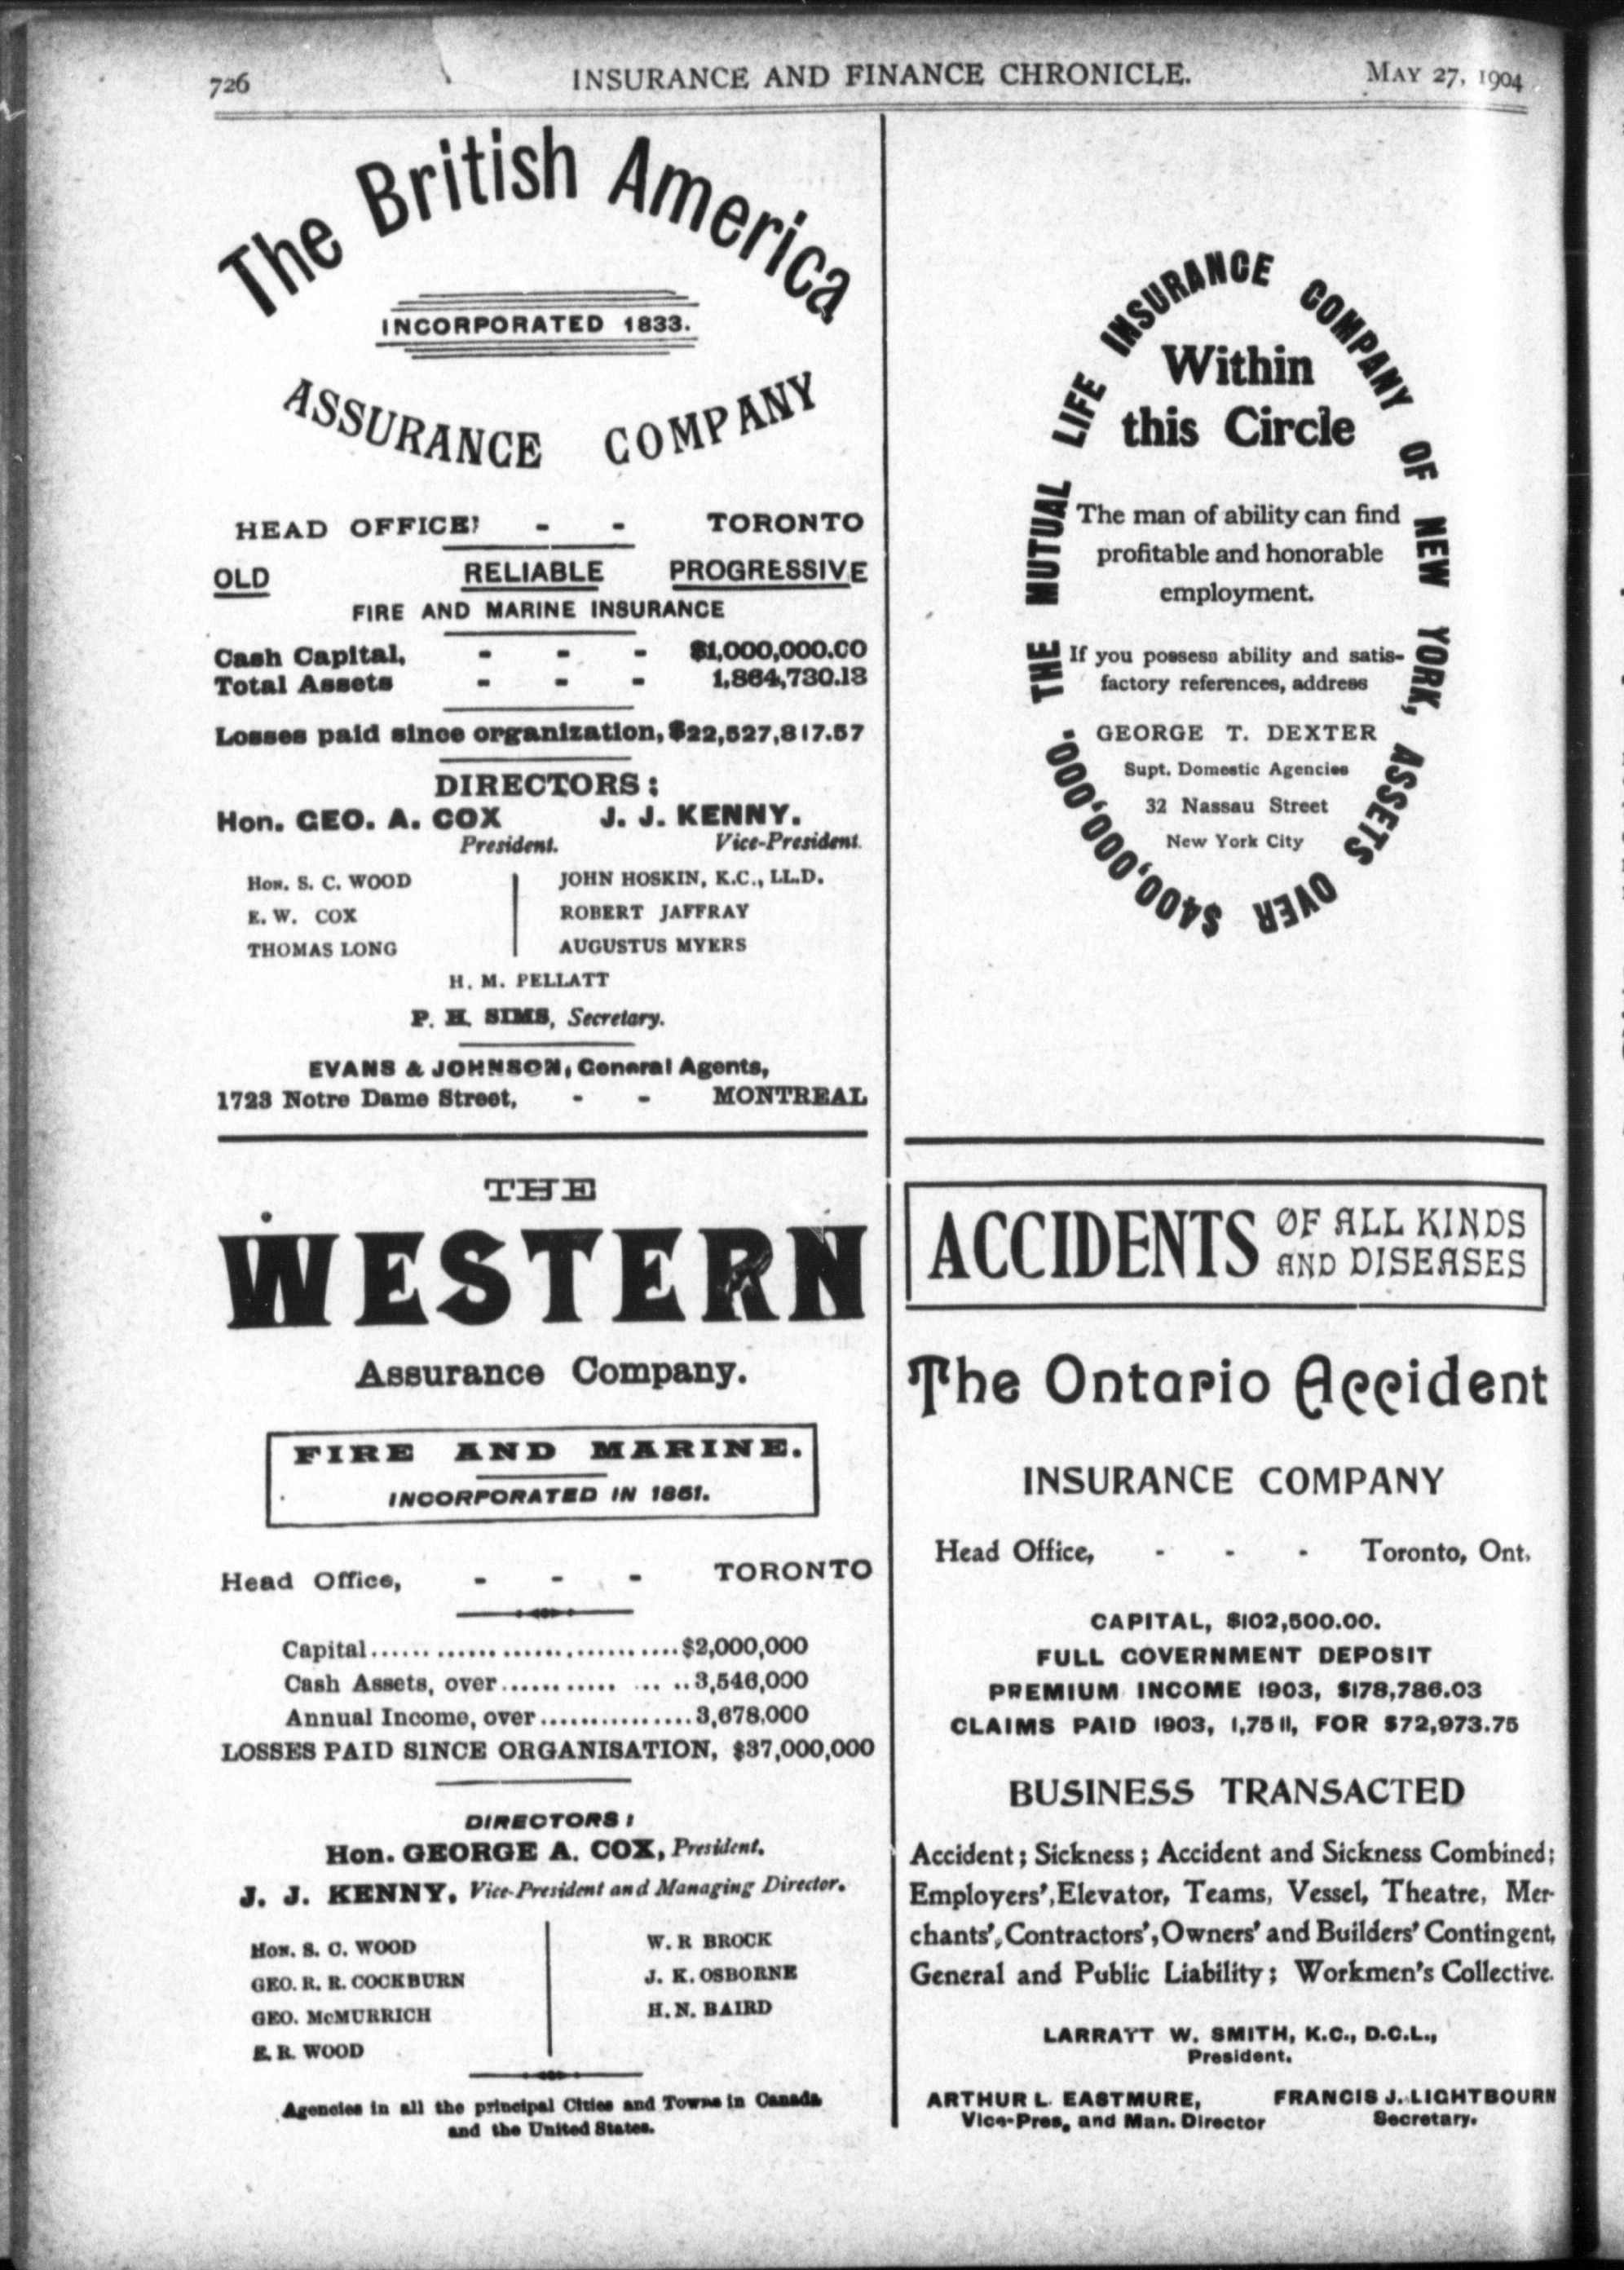 726 INSURANCE AND FINANCE CHRONICLE. MAY 27, 1904
The British America
INCORPORATED 1833.
ASSURANCE COMPANY
HEAD OFFICE: - - TORONTO
OLD RELIABLE PROGRESSIVE
FIRE AND MARINE INSURANCE
Cash Capital, - - - $1,000,000.00
Total Assets - - - 1,864,730.13
Losses paid since organization, $22,527,817.57
DIRECTORS:
Hon. GEO. A. COX J. J. KENNY.
President. Vice-President.
Hon. S. C. WOOD JOHN HOSKIN, K.C., LL.D.
E. W. COX ROBERT JAFFRAY
THOMAS LONG AUGUSTUS MYERS
H. M. PELLATT
P. H. SIMS, Secretary.
EVANS & JOHNSON, General Agents,
1723 Notre Dame Street, - - MONTREAL
THE
WESTERN
Assurance Company.
FIRE AND MARINE.
INCORPORATED IN 1851.
Head Office, - - - TORONTO
Capital....................................$2,000,000
Cash Assets, over................3,546,000
Annual Income, over................3,678,000
LOSSES PAID SINCE ORGANISATION, $37,000,000
DIRECTORS:
Hon. GEORGE A. COX, President.
J. J. KENNY, Vice-President and Managing Director.
Hon. S. C. WOOD W. R BROCK
GEO. R. R. COCKBURN J. K. OSBORNE
GEO. McMURRICH H. N. BAIRD
E. R. WOOD
Agencies in all the principal Cities and Towns in Canada
and the United States.
THE MUTUAL LIFE INSURANCE COMPANY OF NEW YORK, ASSETS OVER $400,000,000.
Within
this Circle
The man of ability can find
profitable and honorable
employment.
If you possess ability and satis-
factory references, address
GEORGE T. DEXTER
Supt. Domestic Agencies
32 Nassau Street
New York City
ACCIDENTS OF ALL KINDS
AND DISEASES
The Ontario Accident
INSURANCE COMPANY
Head Office, - - - Toronto, Ont.
CAPITAL, $102,500.00.
FULL GOVERNMENT DEPOSIT
PREMIUM INCOME 1903, $178,786.03
CLAIMS PAID 1903, 1,7511, FOR $72,973.75
BUSINESS TRANSACTED
Accident; Sickness; Accident and Sickness Combined;
Employers', Elevator, Teams, Vessel, Theatre, Mer-
chants', Contractors', Owners' and Builders' Contingent,
General and Public Liability; Workmen's Collective.
LARRATT W. SMITH, K.C., D.C.L.,
President.
ARTHUR L. EASTMURE, FRANCIS J. LIGHTBOURN
Vice-Pres, and Man. Director Secretary.